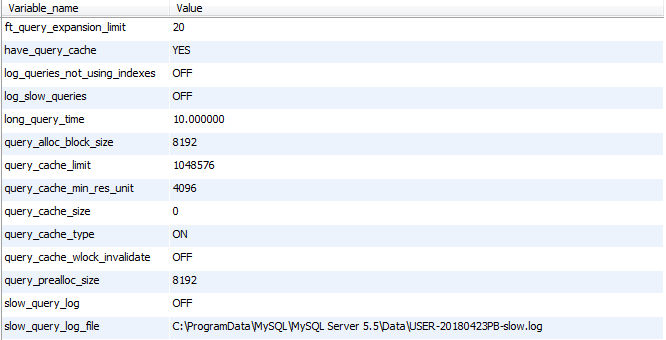 Variable_name Value
ft_query_expansion_limit 20
have_query_cache YES
log_queries_not_using_indexes OFF
log_slow_queries OFF
long_query_time 10.000000
query_alloc_block_size 8192
query_cache_limit 1048576
query_cache_min_res_unit 4096
query_cache_size 0
query_cache_type ON
query_cache_wlock_invalidate OFF
query_prealloc_size 8192
slow_query_log OFF
slow_query_log_file C:\ProgramData\MySQL\MySQL Server 5.5\Data\USER-20180423PB-slow.log